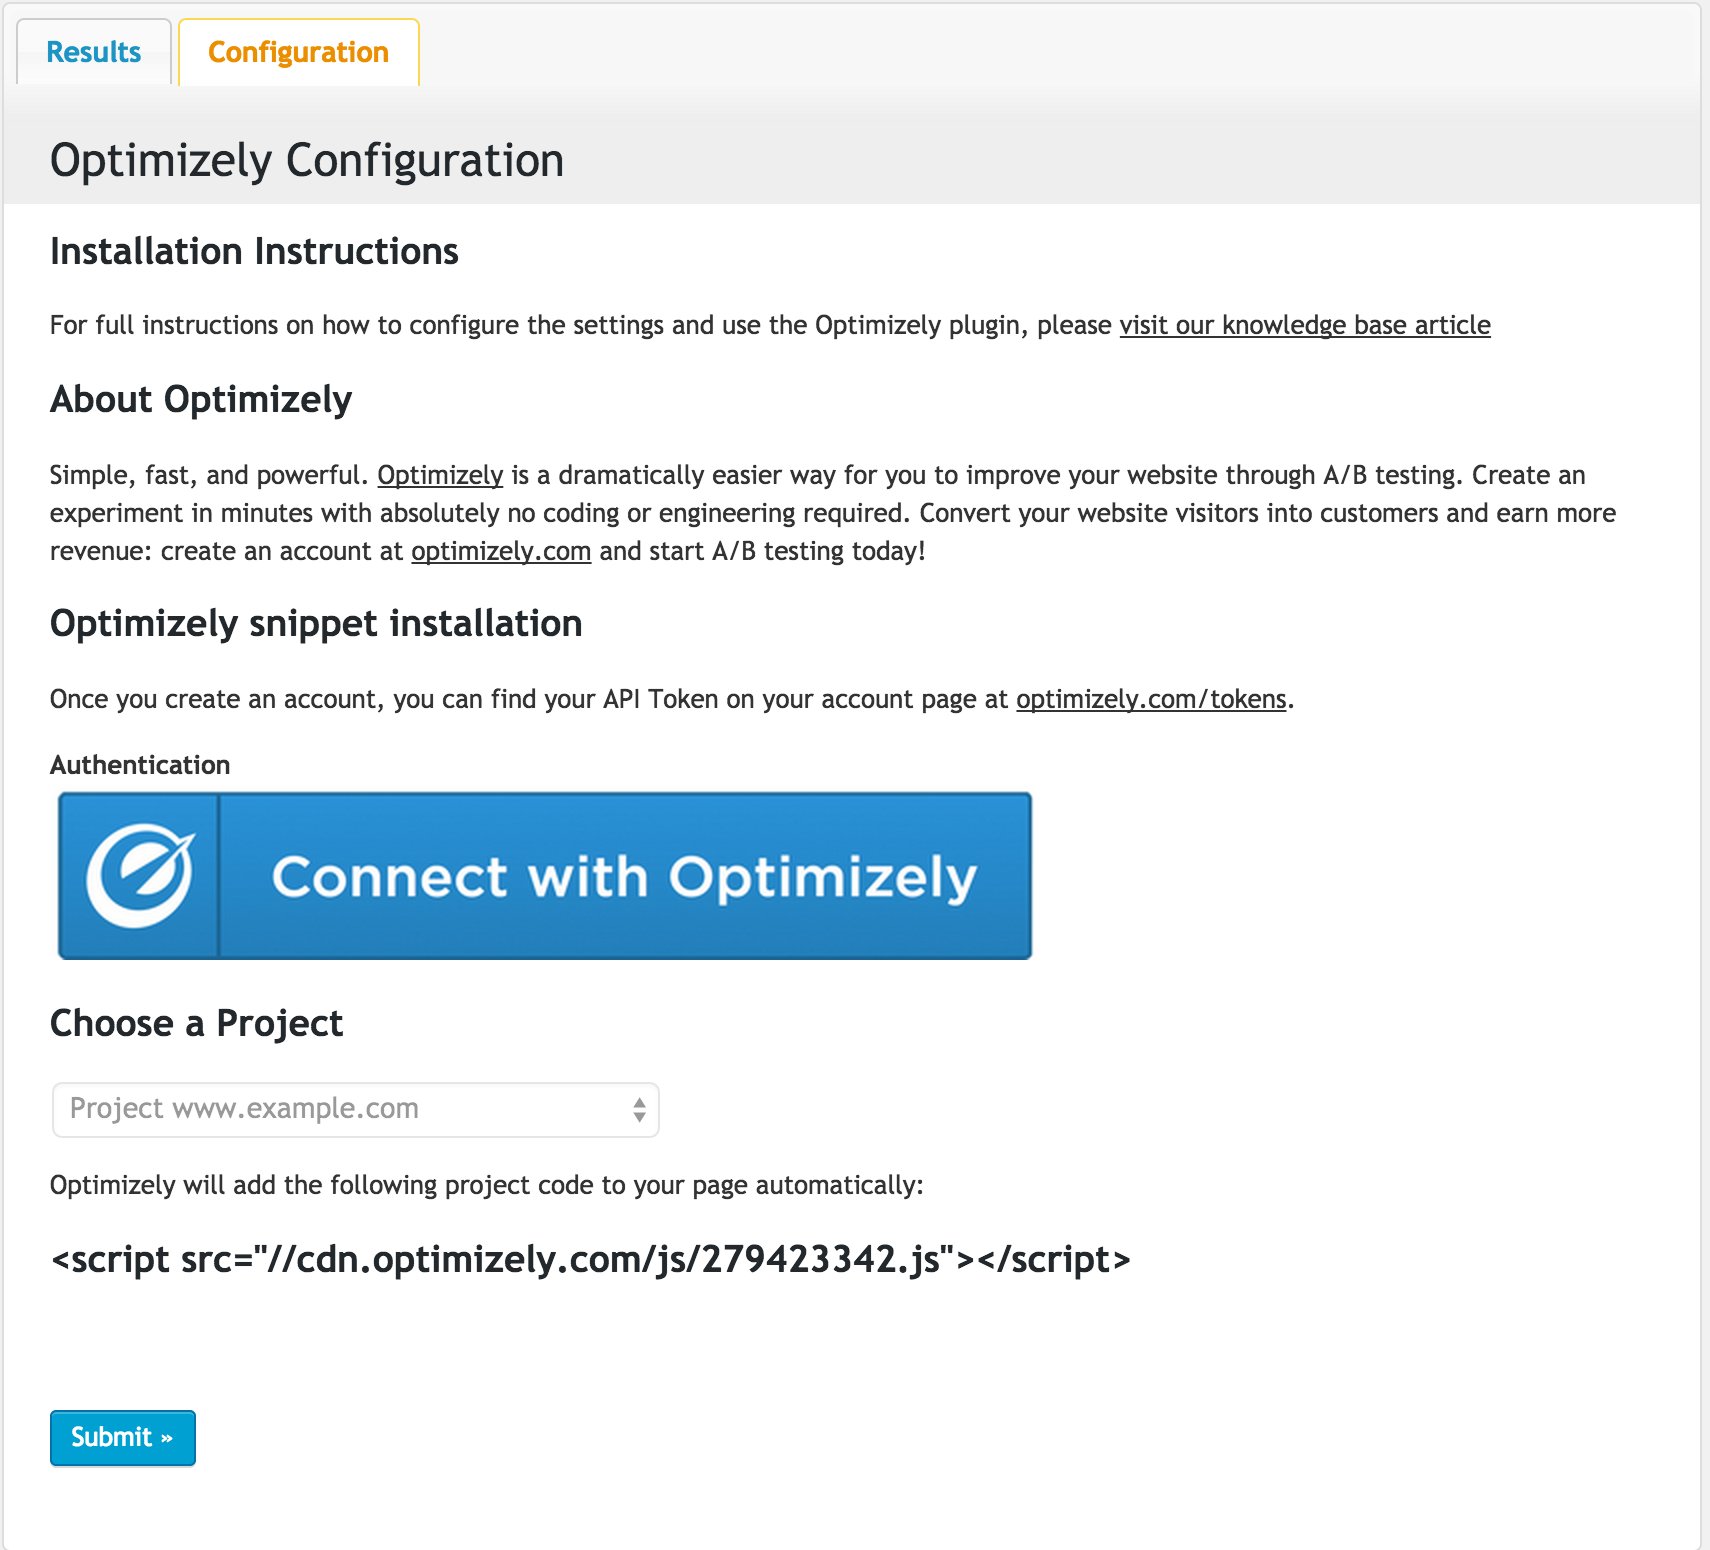 Results
Configuration
Optimizely Configuration
Installation Instructions
For full instructions on how to configure the settings and use the Optimizely plugin, please visit our knowledge base article
About Optimizely
Simple, fast, and powerful. Optimizely is a dramatically easier way for you to improve your website through A/B testing. Create an
experiment in minutes with absolutely no coding or engineering required. Convert your website visitors into customers and earn more
revenue: create an account at optimizely.com and start A/B testing today!
Optimizely snippet installation
Once you create an account, you can find your API Token on your account page at optimizely.com/tokens.
Authentication
Connect with Optimizely
Choose a Project
Project www.example.com
Optimizely will add the following project code to your page automatically:
<script src="//cdn.optimizely.com/js/279423342.js"></script>
Submit »